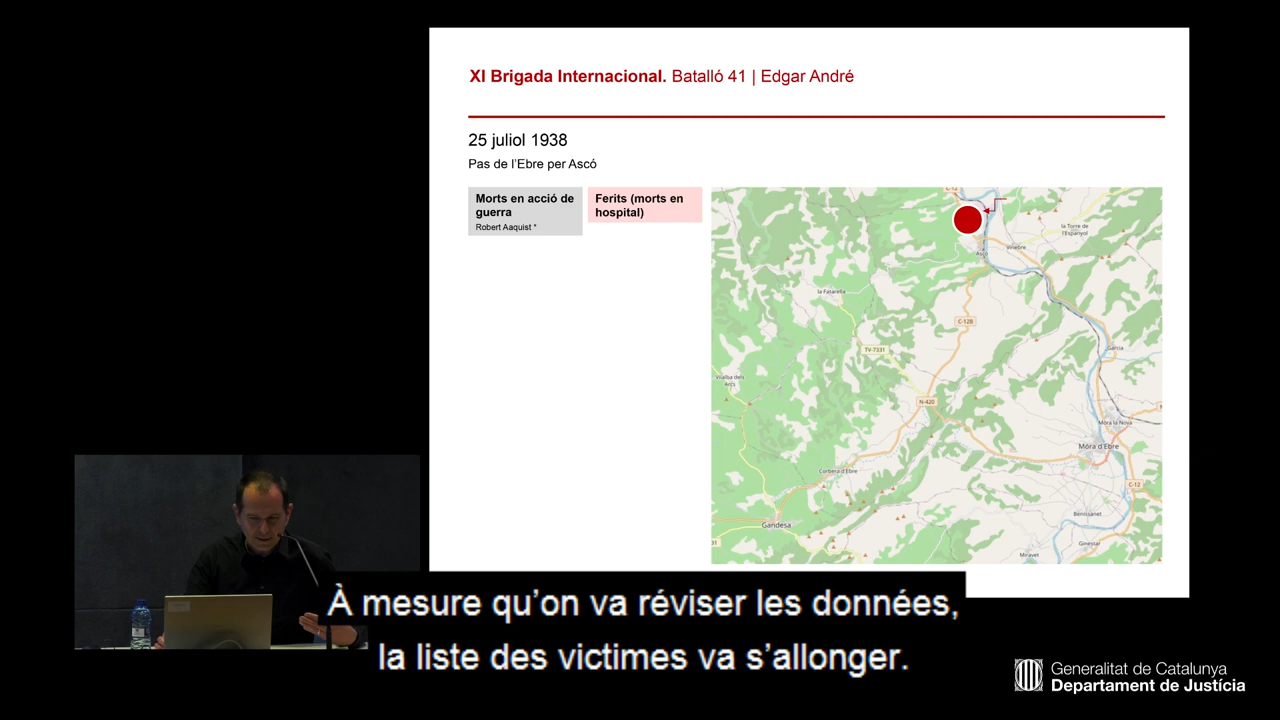 XI Brigada Internacional. Batalló 41 | Edgar André
25 juliol 1938
Pas de l'Ebre per Ascó
Morts en acció de
guerra
Robert Aaquist *
Ferits (morts en
hospital)
C-12
la Torre de
l'Espanyol
Vinebre
Ascó
la Fatarella
C-12B
TV-7331
Garcia
Vilalba dels
Arcs
N-420
Móra la Nova
Móra d'Ebre
Corbera d'Ebre
C-12
Gandesa
Benissanet
Ginestar
Miravet
À mesure qu'on va réviser les données,
la liste des victimes va s'allonger.
Generalitat de Catalunya
Departament de Justícia